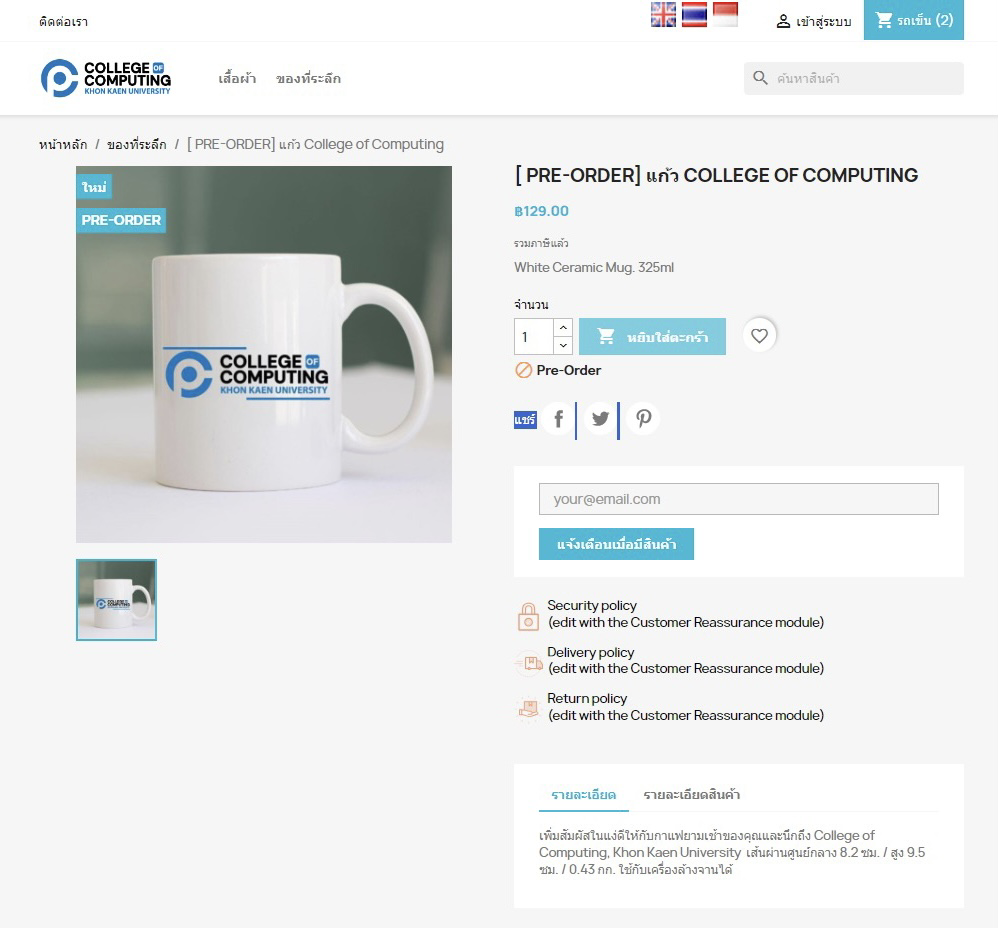 ติดต่อเรา
เข้าสู่ระบบ
รถเข็น (2)
COLLEGE OF
COMPUTING
KHON KAEN UNIVERSITY
เสื้อผ้า
ของที่ระลึก
ค้นหาสินค้า
หน้าหลัก / ของที่ระลึก / [ PRE-ORDER] แก้ว College of Computing
ใหม่
PRE-ORDER
COLLEGE OF
COMPUTING
KHON KAEN UNIVERSITY
[ PRE-ORDER] แก้ว COLLEGE OF COMPUTING
฿129.00
รวมภาษีแล้ว
White Ceramic Mug. 325ml
จำนวน
1
หยิบใส่ตะกร้า
Pre-Order
แชร์
your@email.com
แจ้งเตือนเมื่อมีสินค้า
Security policy
(edit with the Customer Reassurance module)
Delivery policy
(edit with the Customer Reassurance module)
Return policy
(edit with the Customer Reassurance module)
รายละเอียด
รายละเอียดสินค้า
เพิ่มสัมผัสในแง่ดีให้กับกาแฟยามเช้าของคุณและนึกถึง College of
Computing, Khon Kaen University เส้นผ่านศูนย์กลาง 8.2 ซม. / สูง 9.5
ซม. / 0.43 กก. ใช้กับเครื่องล้างจานได้